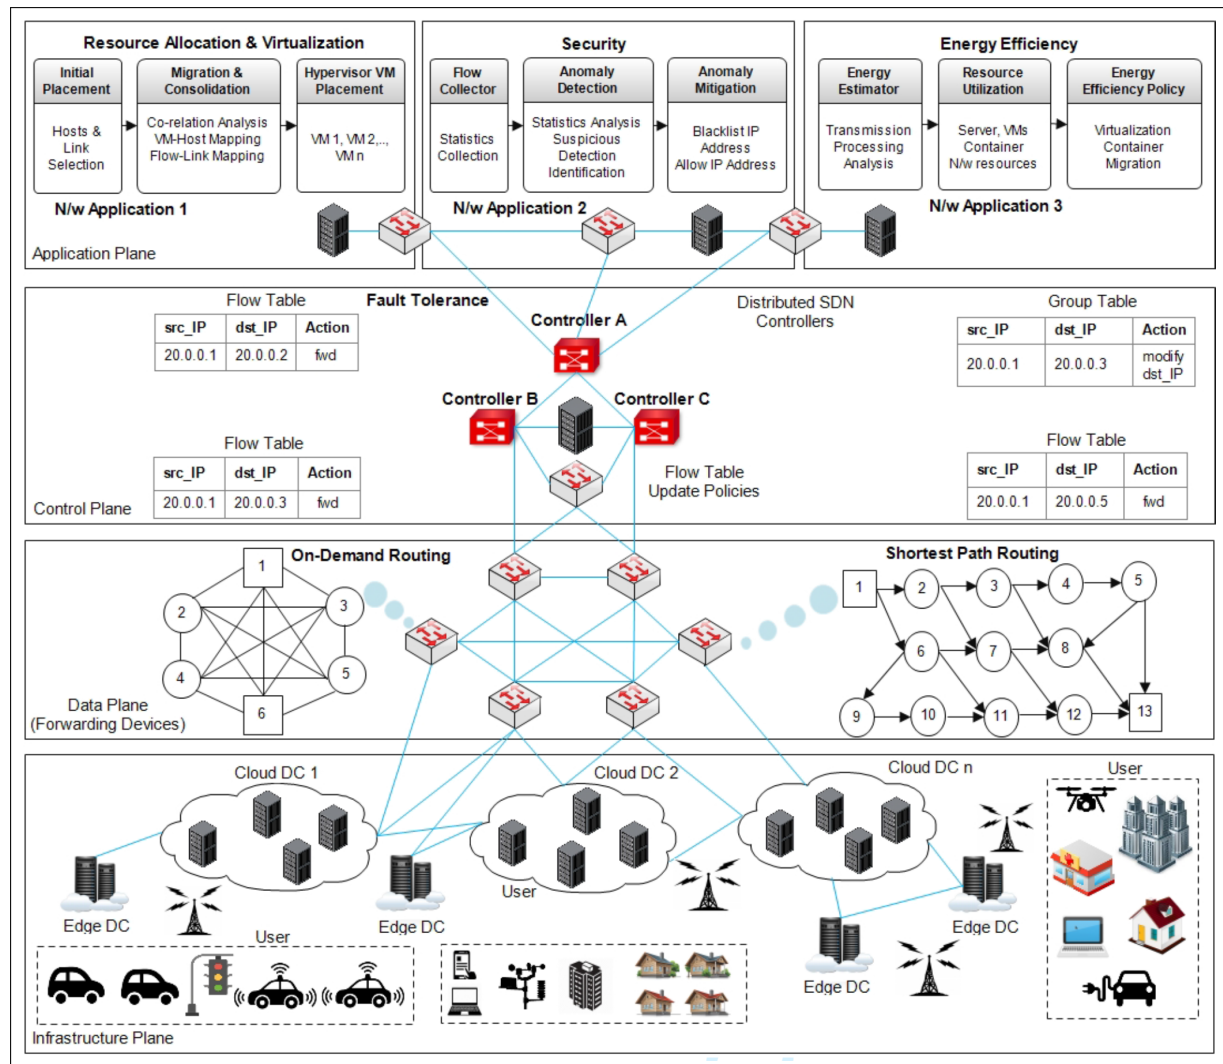 Resource Allocation & Virtualization
Initial
Placement
Hosts &
Link
Selection
Migration &
Consolidation
Co-relation Analysis
VM-Host Mapping
Flow-Link Mapping
Hypervisor VM
Placement
VM 1, VM 2,..,
VM n
N/w Application 1
Security
Flow
Collector
Statistics
Collection
Anomaly
Detection
Statistics Analysis
Suspicious
Detection
Identification
Anomaly
Mitigation
Blacklist IP
Address
Allow IP Address
N/w Application 2
Energy Efficiency
Energy
Estimator
Transmission
Processing
Analysis
Resource
Utilization
Server, VMs
Container
N/w resources
Energy
Efficiency Policy
Virtualization
Container
Migration
N/w Application 3
Application Plane
Flow Table
src_IP dst_IP Action
20.0.0.1 20.0.0.2 fwd
Fault Tolerance
Controller A
Distributed SDN
Controllers
Group Table
src_IP dst_IP Action
20.0.0.1 20.0.0.3 modify
dst_IP
Controller B
Controller C
Flow Table
src_IP dst_IP Action
20.0.0.1 20.0.0.3 fwd
Flow Table
Update Policies
Flow Table
src_IP dst_IP Action
20.0.0.1 20.0.0.5 fwd
Control Plane
On-Demand Routing
1
2
3
4
5
6
Shortest Path Routing
1
2
3
4
5
6
7
8
9
10
11
12
13
Data Plane
(Forwarding Devices)
Cloud DC 1
Cloud DC 2
Cloud DC n
User
Edge DC
Edge DC
User
Edge DC
Edge DC
User
Infrastructure Plane